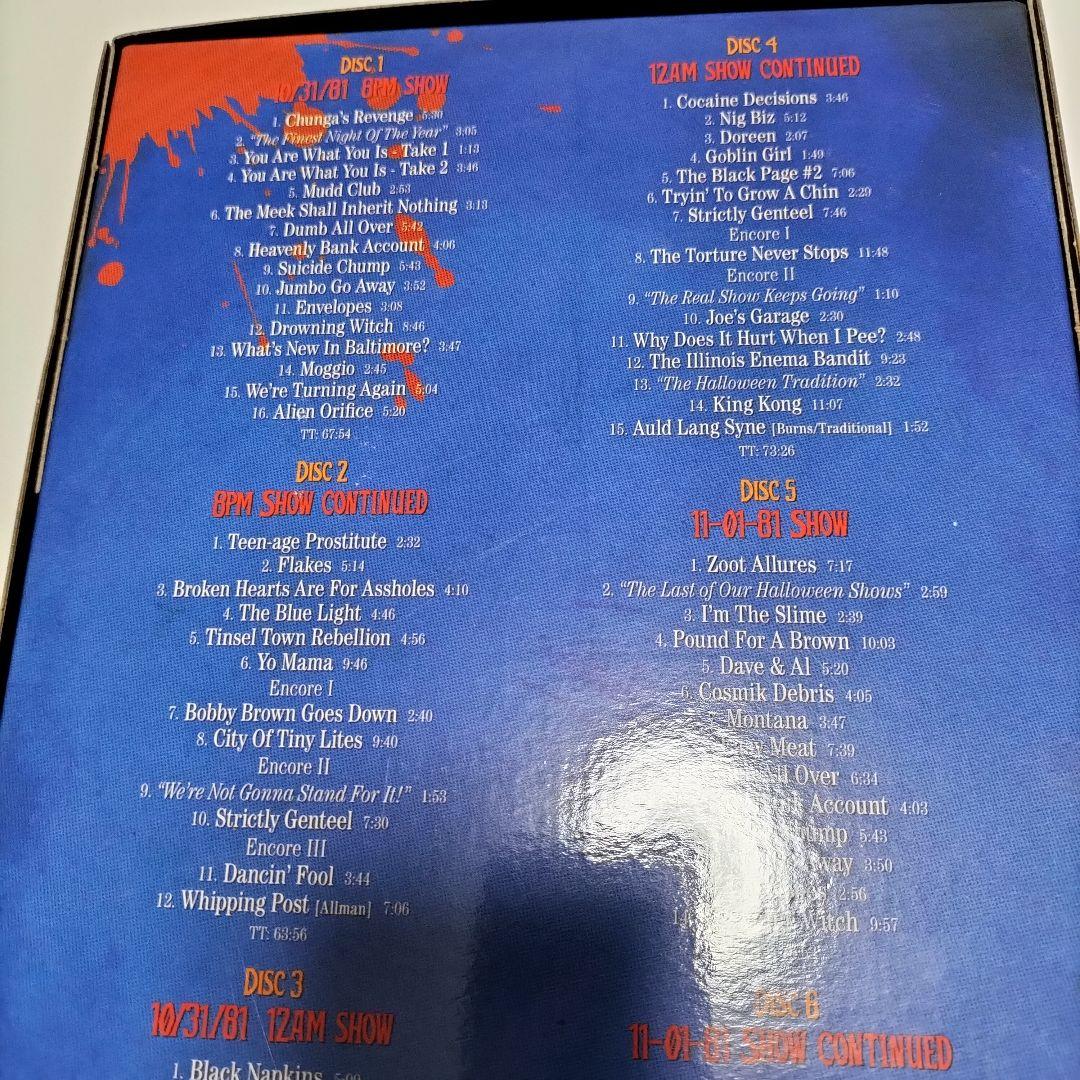 DISC 1
10/31/81 8PM SHOW
1. Chunga's Revenge 5:30
2. "The Finest Night Of The Year" 3:05
3. You Are What You Is - Take 1 1:13
4. You Are What You Is - Take 2 3:46
5. Mudd Club 2:53
6. The Meek Shall Inherit Nothing 3:13
7. Dumb All Over 5:42
8. Heavenly Bank Account 4:06
9. Suicide Chump 5:43
10. Jumbo Go Away 3:52
11. Envelopes 3:08
12. Drowning Witch 8:46
13. What's New In Baltimore? 3:47
14. Moggio 2:45
15. We're Turning Again 5:04
16. Alien Orifice 5:20
TT: 67:54
DISC 2
8PM SHOW CONTINUED
1. Teen-age Prostitute 2:32
2. Flakes 5:14
3. Broken Hearts Are For Assholes 4:10
4. The Blue Light 4:46
5. Tinsel Town Rebellion 4:56
6. Yo Mama 9:46
Encore I
7. Bobby Brown Goes Down 2:40
8. City Of Tiny Lites 9:40
Encore II
9. "We're Not Gonna Stand For It!" 1:53
10. Strictly Genteel 7:30
Encore III
11. Dancin' Fool 3:44
12. Whipping Post [Allman] 7:06
TT: 63:56
DISC 3
10/31/81 12AM SHOW
1. Black Napkins
DISC 4
12AM SHOW CONTINUED
1. Cocaine Decisions 3:46
2. Nig Biz 5:12
3. Doreen 2:07
4. Goblin Girl 1:49
5. The Black Page #2 7:06
6. Tryin' To Grow A Chin 2:29
7. Strictly Genteel 7:46
Encore I
8. The Torture Never Stops 11:48
Encore II
9. "The Real Show Keeps Going" 1:10
10. Joe's Garage 2:30
11. Why Does It Hurt When I Pee? 2:48
12. The Illinois Enema Bandit 9:23
13. "The Halloween Tradition" 2:32
14. King Kong 11:07
15. Auld Lang Syne [Burns/Traditional] 1:52
TT: 73:26
DISC 5
11-01-81 SHOW
1. Zoot Allures 7:17
2. "The Last of Our Halloween Shows" 2:59
3. I'm The Slime 2:39
4. Pound For A Brown 10:03
5. Dave & Al 5:20
6. Cosmik Debris 4:05
Montana 3:47
Meat 7:39
All Over 6:34
Account 4:03
5:43
3:50
2:56
Witch 9:57
DISC 6
11-01-81 SHOW CONTINUED